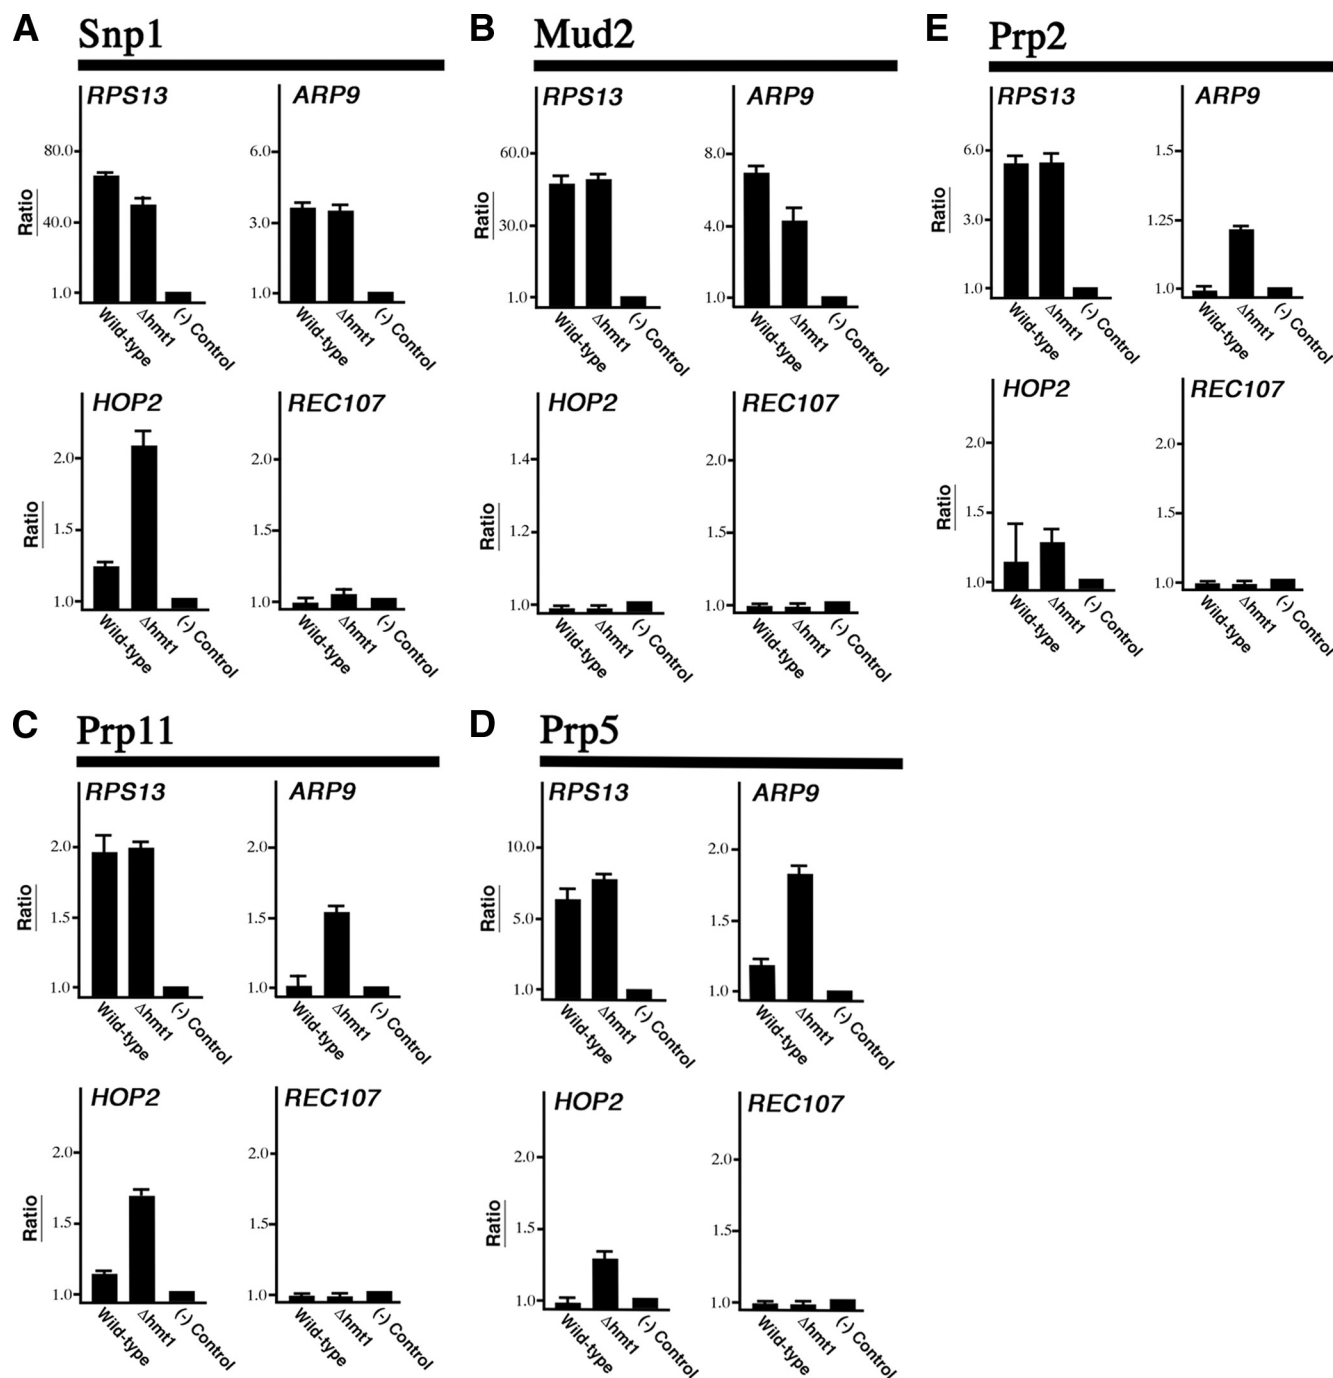 A Snp1
RPS13 ARP9
80.0
40.0
1.0
Ratio
6.0
3.0
1.0
Wild-type Δhmt1 (-) Control
Wild-type Δhmt1 (-) Control
HOP2 REC107
2.0
1.5
1.0
Ratio
2.0
1.5
1.0
Wild-type Δhmt1 (-) Control
Wild-type Δhmt1 (-) Control
B Mud2
RPS13 ARP9
60.0
30.0
1.0
Ratio
8.0
4.0
1.0
Wild-type Δhmt1 (-) Control
Wild-type Δhmt1 (-) Control
HOP2 REC107
1.4
1.2
1.0
Ratio
2.0
1.5
1.0
Wild-type Δhmt1 (-) Control
Wild-type Δhmt1 (-) Control
E Prp2
RPS13 ARP9
6.0
3.0
1.0
Ratio
1.5
1.25
1.0
Wild-type Δhmt1 (-) Control
Wild-type Δhmt1 (-) Control
HOP2 REC107
2.0
1.5
1.0
Ratio
2.0
1.5
1.0
Wild-type Δhmt1 (-) Control
Wild-type Δhmt1 (-) Control
C Prp11
RPS13 ARP9
2.0
1.5
1.0
Ratio
2.0
1.5
1.0
Wild-type Δhmt1 (-) Control
Wild-type Δhmt1 (-) Control
HOP2 REC107
2.0
1.5
1.0
Ratio
2.0
1.5
1.0
Wild-type Δhmt1 (-) Control
Wild-type Δhmt1 (-) Control
D Prp5
RPS13 ARP9
10.0
5.0
1.0
Ratio
2.0
1.5
1.0
Wild-type Δhmt1 (-) Control
Wild-type Δhmt1 (-) Control
HOP2 REC107
2.0
1.5
1.0
Ratio
2.0
1.5
1.0
Wild-type Δhmt1 (-) Control
Wild-type Δhmt1 (-) Control